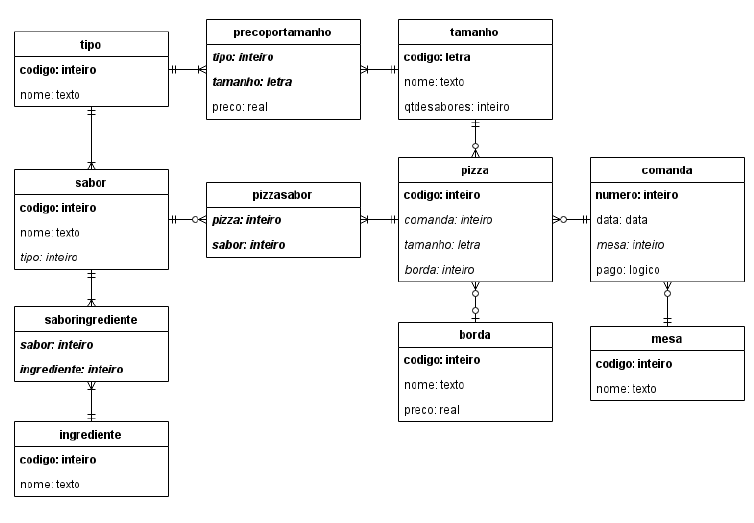 tipo
codigo: inteiro
nome: texto
precoportamanho
tipo: inteiro
tamanho: letra
preco: real
tamanho
codigo: letra
nome: texto
qtdesabores: inteiro
sabor
codigo: inteiro
nome: texto
tipo: inteiro
pizzasabor
pizza: inteiro
sabor: inteiro
pizza
codigo: inteiro
comanda: inteiro
tamanho: letra
borda: inteiro
comanda
numero: inteiro
data: data
mesa: inteiro
pago: logico
saboringrediente
sabor: inteiro
ingrediente: inteiro
borda
codigo: inteiro
nome: texto
preco: real
mesa
codigo: inteiro
nome: texto
ingrediente
codigo: inteiro
nome: texto